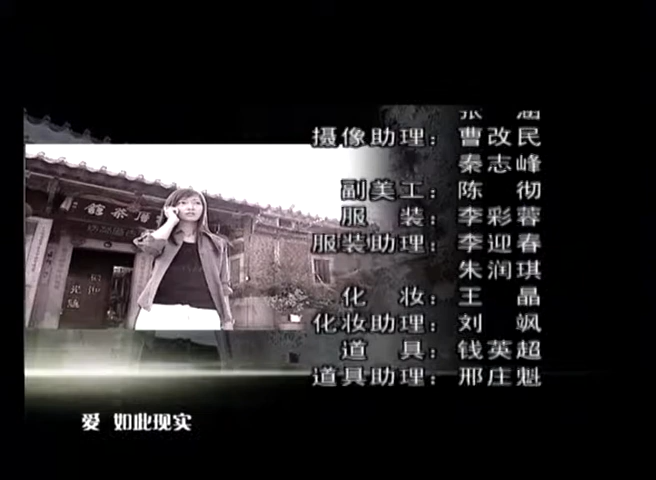 摄像助理：曹改民
秦志峰
副美工：陈 彻
服 装：李彩蓉
服装助理：李迎春
朱润琪
化 妆：王 晶
化妆助理：刘 飒
道 具：钱英超
道具助理：邢庄魁
爱 如此现实